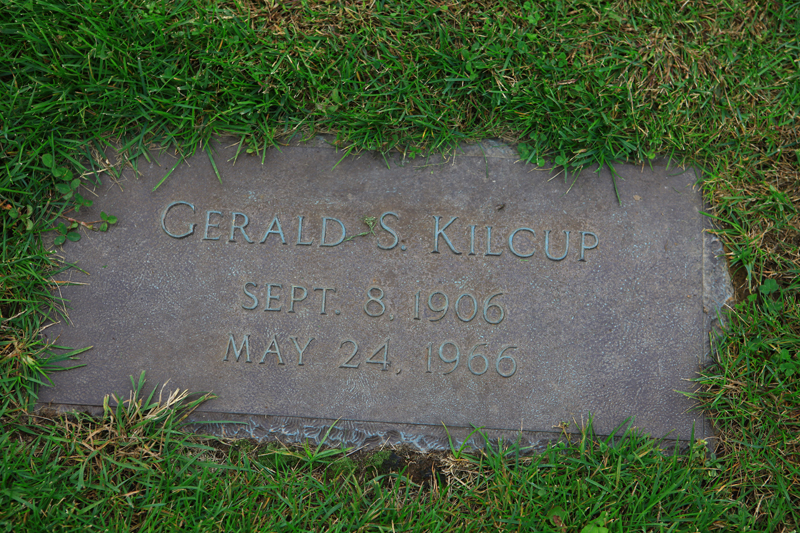 GERALD S. KILCUP
SEPT. 8, 1906
MAY 24, 1966